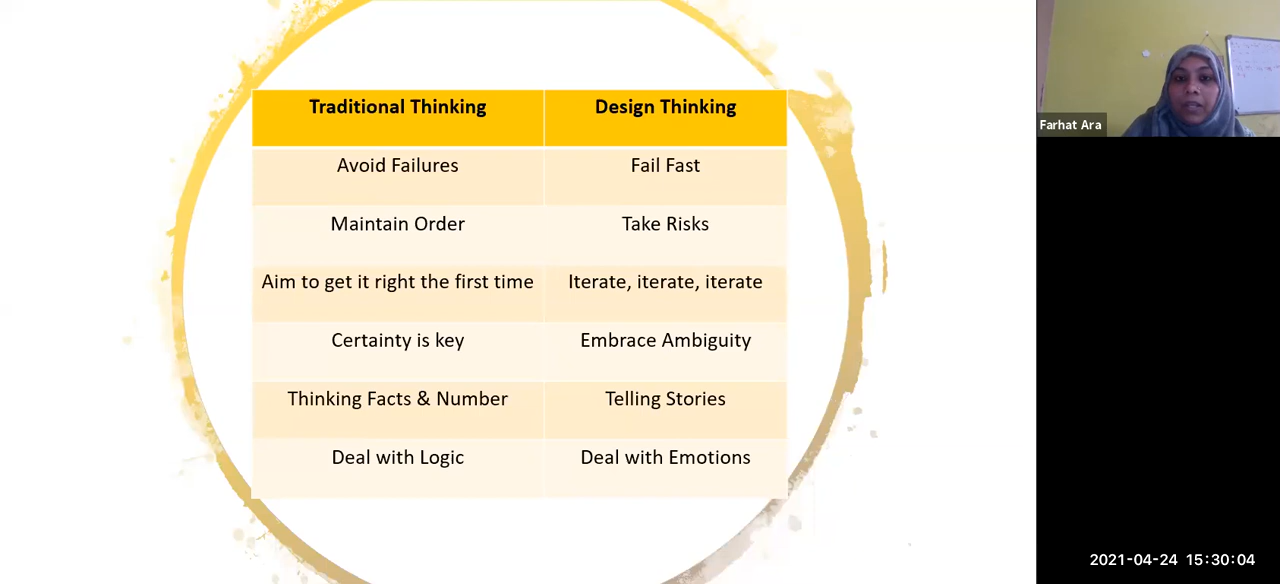 Traditional Thinking Design Thinking
Avoid Failures Fail Fast
Maintain Order Take Risks
Aim to get it right the first time Iterate, iterate, iterate
Certainty is key Embrace Ambiguity
Thinking Facts & Number Telling Stories
Deal with Logic Deal with Emotions
Farhat Ara
2021-04-24 15:30:04